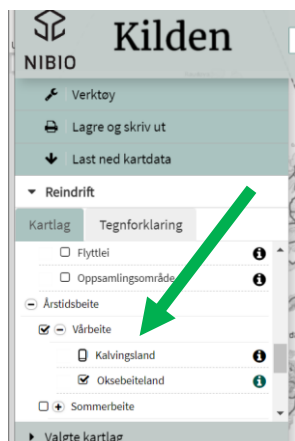 Kilden
NIBIO
Verktøy
Lagre og skriv ut
Last ned kartdata
Reindrift
Kartlag Tegnforklaring
Flyttlei
Oppsamlingsområde
Årstidsbeite
Vårbeite
Kalvingsland
Oksebeiteland
Sommerbeite
Valgte kartlag